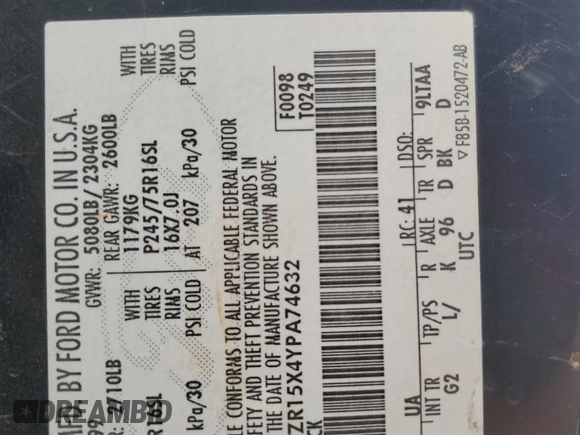 BY FORD MOTOR CO. IN U.S.A.
GWVR: 5080LB/ 2304KG
2710LB REAR GAWR: 2600LB
1179KG WITH
WITH P245/75R16SL TIRES
TIRES 16X7.0J RIMS
RIMS AT 207 kPa/30 PSI COLD
kPa/30 PSI COLD
CONFORMS TO ALL APPLICABLE FEDERAL MOTOR
AND THEFT PREVENTION STANDARDS IN
THE DATE OF MANUFACTURE SHOWN ABOVE.
F0098
T0249
ZR15X4YPA74632
UA RC: 41 DSO:
INT TR TP/PS R AXLE TR SPR 9LTAA
G2 L/ K 96 D BK D
UTC ▽ F85B-1520472-AB
DREAMBID